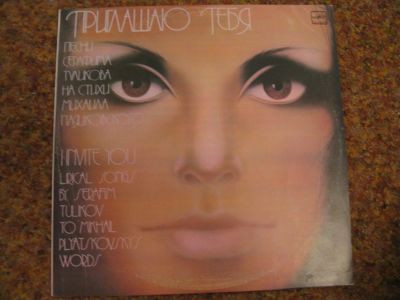 ПРИГЛАШАЮ ТЕБЯ
ПЕСНИ
СЕРАФИМА
ТУЛИКОВА
НА СТИХИ
МИХАИЛА
ПЛЯЦКОВСКОГО
I INVITE YOU
LIRICAL SONGS
BY SERAFIM
TULIKOV
TO MIKHAIL
PLYATSKOVSKY'S
WORDS